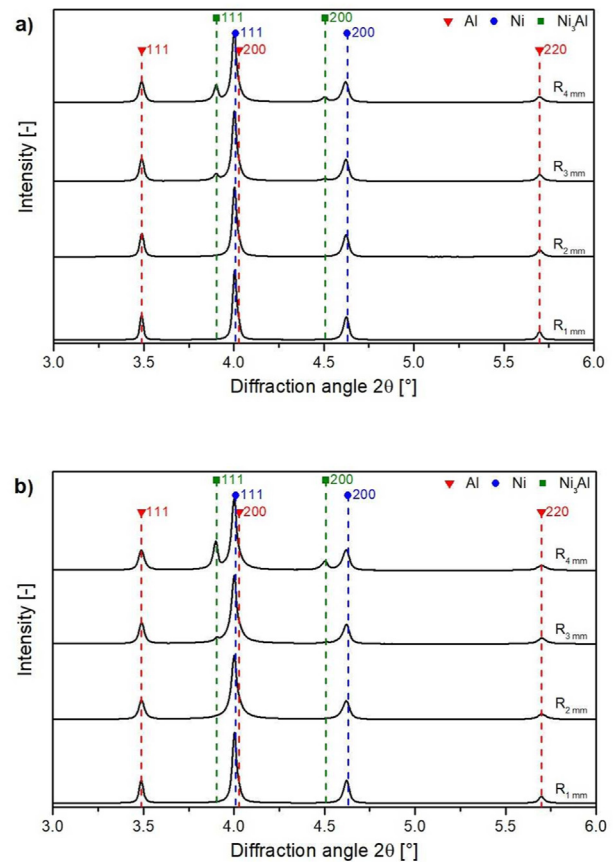 a)
111 200 Al Ni Ni₃Al
111 200
111 200 220
R₄ mm
R₃ mm
R₂ mm
R₁ mm
Intensity [-]
3.0 3.5 4.0 4.5 5.0 5.5 6.0
Diffraction angle 2θ [°]
b)
111 200 Al Ni Ni₃Al
111 200
111 200 220
R₄ mm
R₃ mm
R₂ mm
R₁ mm
Intensity [-]
3.0 3.5 4.0 4.5 5.0 5.5 6.0
Diffraction angle 2θ [°]